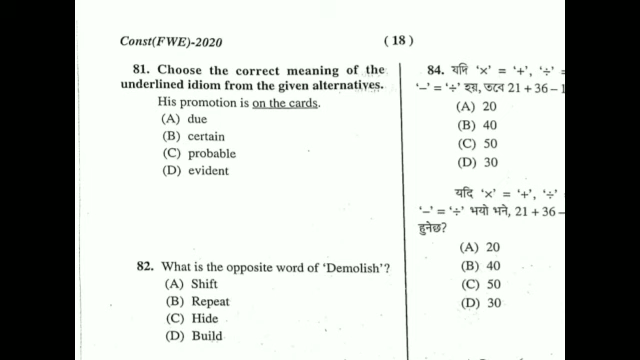 Const(FWE)-2020
( 18 )
81. Choose the correct meaning of the
underlined idiom from the given alternatives.
His promotion is on the cards.
(A) due
(B) certain
(C) probable
(D) evident
82. What is the opposite word of ‘Demolish’?
(A) Shift
(B) Repeat
(C) Hide
(D) Build
84. यदि ‘×’ = ‘+’, ‘÷’ =
‘–’ = ‘÷’ হয়, তবে 21 + 36 – 1
(A) 20
(B) 40
(C) 50
(D) 30
यदि ‘×’ = ‘+’, ‘÷’ =
‘–’ = ‘÷’ भयो भने, 21 + 36 –
हुनेछ?
(A) 20
(B) 40
(C) 50
(D) 30